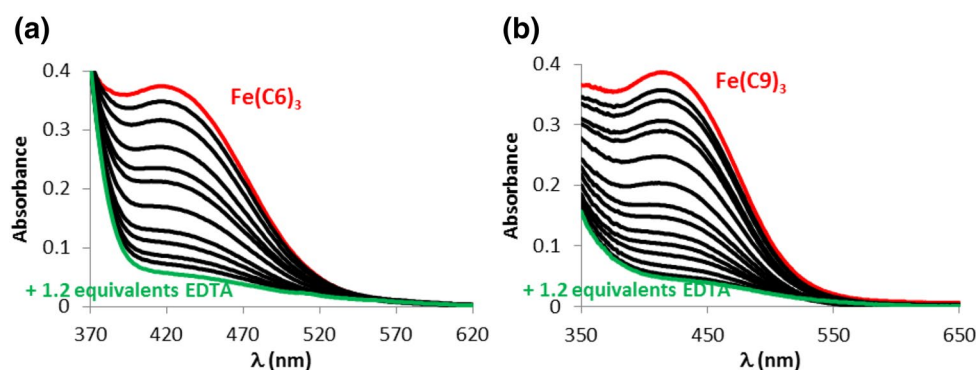 (a)
0.4
0.3
0.2
0.1
0
Absorbance
Fe(C6)3
+ 1.2 equivalents EDTA
370 420 470 520 570 620
λ (nm)
(b)
0.4
0.3
0.2
0.1
0
Absorbance
Fe(C9)3
+ 1.2 equivalents EDTA
350 450 550 650
λ (nm)